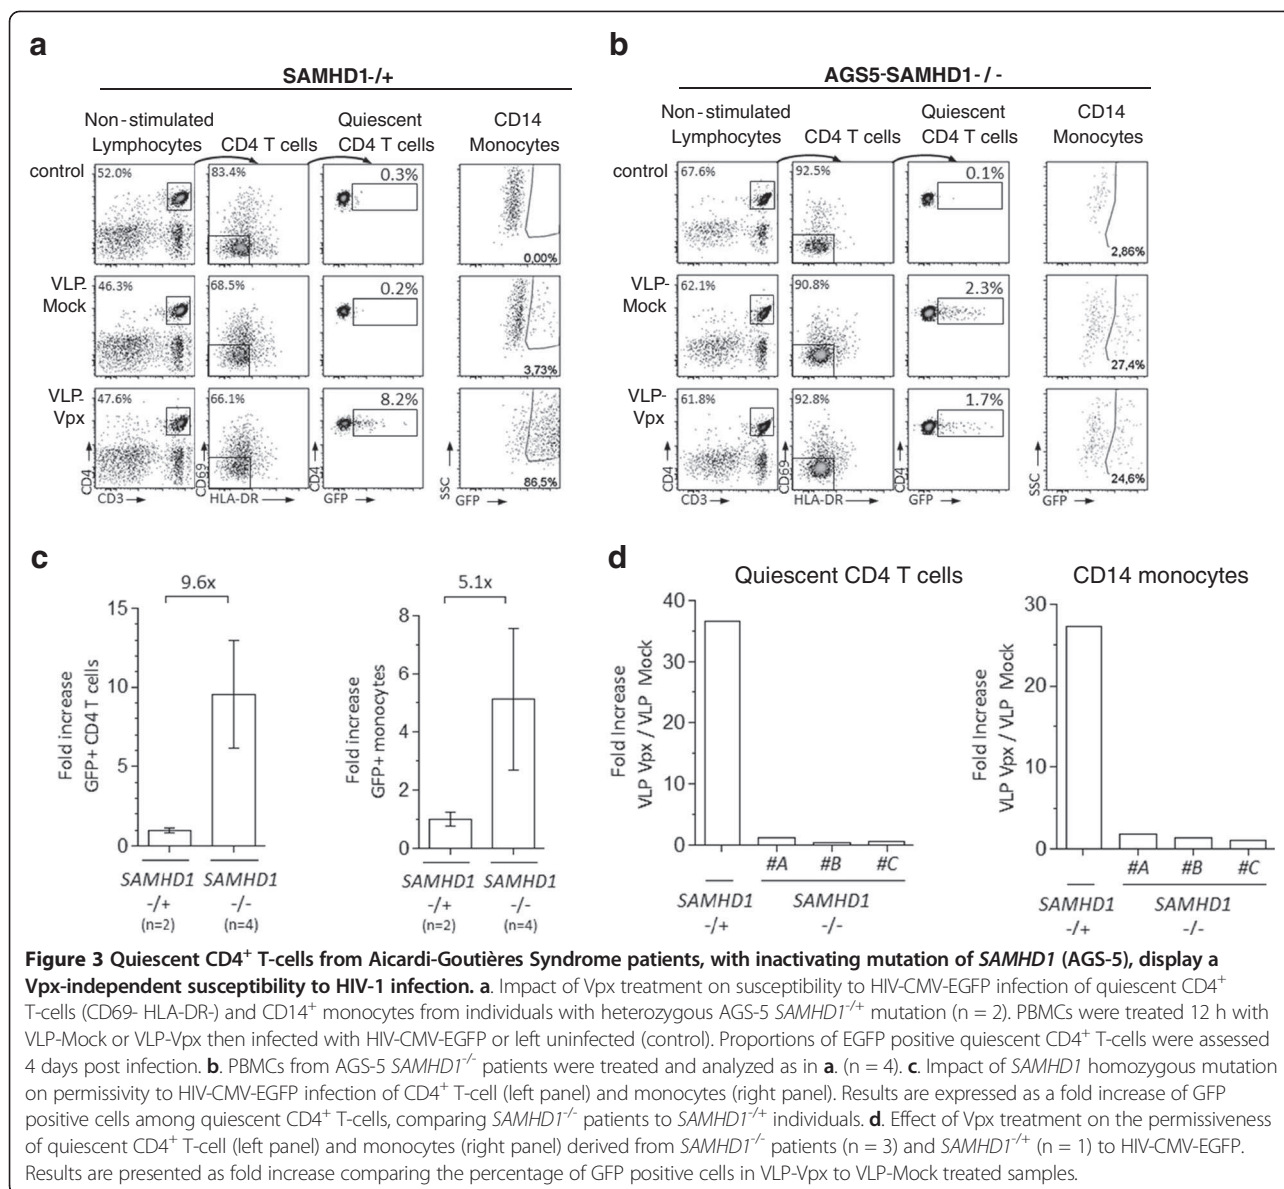 a
SAMHD1-/+
Non-stimulated Lymphocytes
CD4 T cells
Quiescent CD4 T cells
CD14 Monocytes
control
52.0%
83.4%
0.3%
0,00%
VLP-Mock
46.3%
68.5%
0.2%
3,73%
VLP-Vpx
47.6%
66.1%
8.2%
86,5%
CD4
CD3
CD69
HLA-DR
CD4
GFP
SSC
GFP
b
AGS5-SAMHD1-/-
Non-stimulated Lymphocytes
CD4 T cells
Quiescent CD4 T cells
CD14 Monocytes
control
67.6%
92.5%
0.1%
2,86%
VLP-Mock
62.1%
90.8%
2.3%
27,4%
VLP-Vpx
61.8%
92.8%
1.7%
24,6%
CD4
CD3
CD69
HLA-DR
CD4
GFP
SSC
GFP
c
9.6x
Fold increase
GFP+ CD4 T cells
15
10
5
0
SAMHD1 SAMHD1
-/+ -/-
(n=2) (n=4)
5.1x
Fold increase
GFP+ monocytes
8
6
4
2
0
SAMHD1 SAMHD1
-/+ -/-
(n=2) (n=4)
d
Quiescent CD4 T cells
Fold Increase
VLP Vpx / VLP Mock
40
30
20
10
0
#A #B #C
SAMHD1 SAMHD1
-/+ -/-
CD14 monocytes
Fold Increase
VLP Vpx / VLP Mock
30
20
10
0
#A #B #C
SAMHD1 SAMHD1
-/+ -/-
Figure 3 Quiescent CD4⁺ T-cells from Aicardi-Goutières Syndrome patients, with inactivating mutation of SAMHD1 (AGS-5), display a
Vpx-independent susceptibility to HIV-1 infection. a. Impact of Vpx treatment on susceptibility to HIV-CMV-EGFP infection of quiescent CD4⁺
T-cells (CD69- HLA-DR-) and CD14⁺ monocytes from individuals with heterozygous AGS-5 SAMHD1⁻/⁺ mutation (n = 2). PBMCs were treated 12 h with
VLP-Mock or VLP-Vpx then infected with HIV-CMV-EGFP or left uninfected (control). Proportions of EGFP positive quiescent CD4⁺ T-cells were assessed
4 days post infection. b. PBMCs from AGS-5 SAMHD1⁻/⁻ patients were treated and analyzed as in a. (n = 4). c. Impact of SAMHD1 homozygous mutation
on permissivity to HIV-CMV-EGFP infection of CD4⁺ T-cell (left panel) and monocytes (right panel). Results are expressed as a fold increase of GFP
positive cells among quiescent CD4⁺ T-cells, comparing SAMHD1⁻/⁻ patients to SAMHD1⁻/⁺ individuals. d. Effect of Vpx treatment on the permissiveness
of quiescent CD4⁺ T-cell (left panel) and monocytes (right panel) derived from SAMHD1⁻/⁻ patients (n = 3) and SAMHD1⁻/⁺ (n = 1) to HIV-CMV-EGFP.
Results are presented as fold increase comparing the percentage of GFP positive cells in VLP-Vpx to VLP-Mock treated samples.